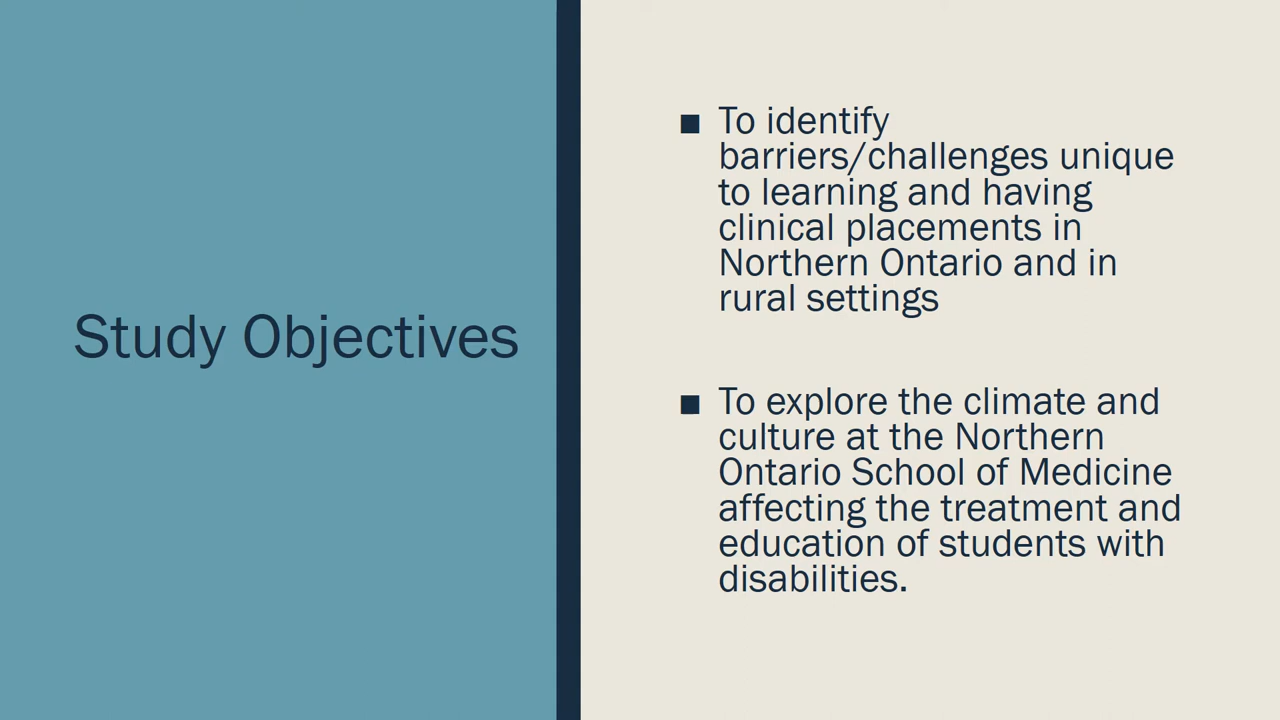 Study Objectives
■ To identify
barriers/challenges unique
to learning and having
clinical placements in
Northern Ontario and in
rural settings
■ To explore the climate and
culture at the Northern
Ontario School of Medicine
affecting the treatment and
education of students with
disabilities.